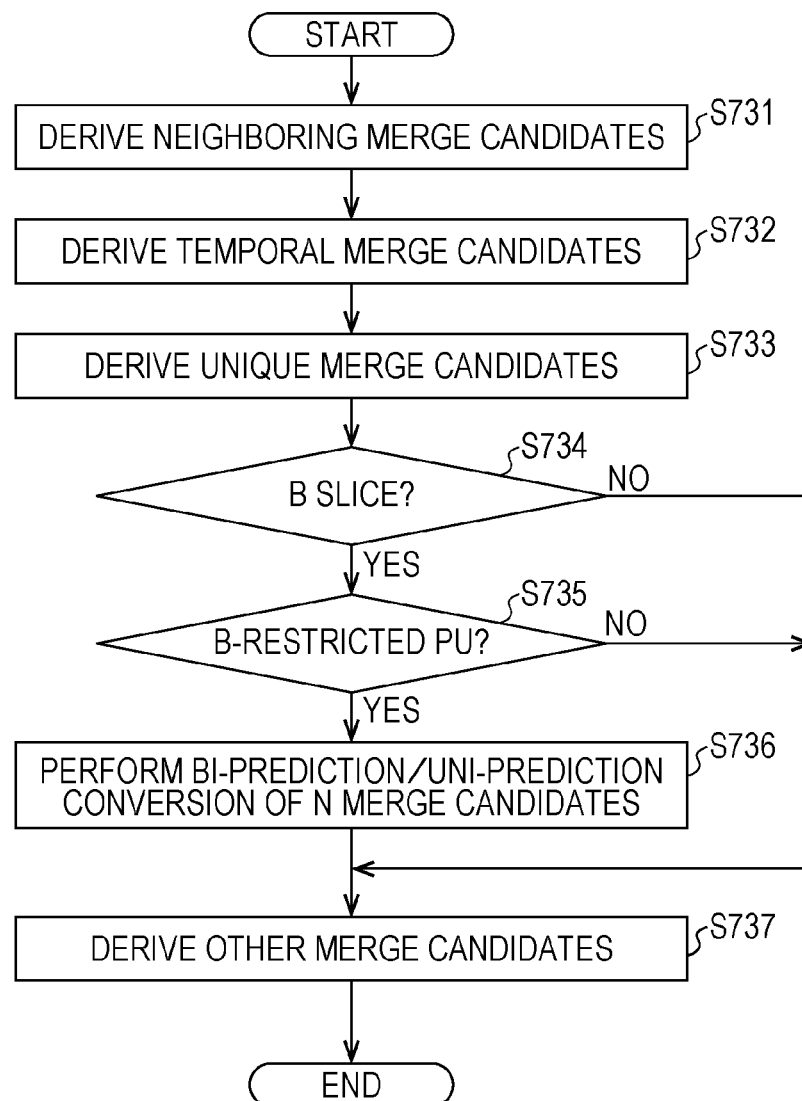 START
S731
DERIVE NEIGHBORING MERGE CANDIDATES
S732
DERIVE TEMPORAL MERGE CANDIDATES
S733
DERIVE UNIQUE MERGE CANDIDATES
S734
B SLICE?
NO
YES
S735
B-RESTRICTED PU?
NO
YES
S736
PERFORM BI-PREDICTION/UNI-PREDICTION
CONVERSION OF N MERGE CANDIDATES
S737
DERIVE OTHER MERGE CANDIDATES
END